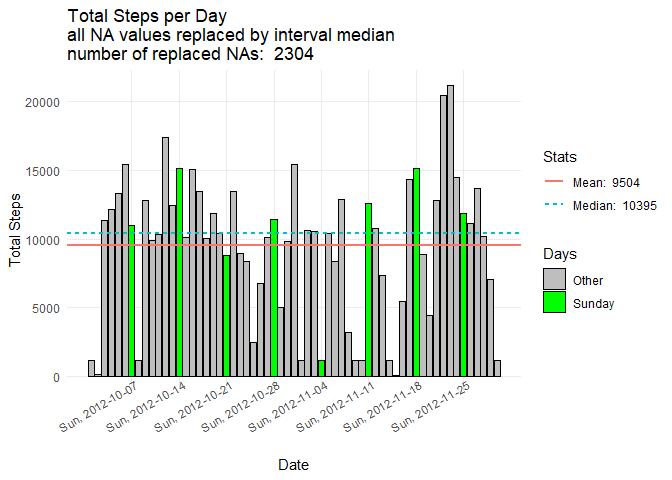 Total Steps per Day
all NA values replaced by interval median
number of replaced NAs:  2304
Total Steps
20000
15000
10000
5000
0
Sun, 2012-10-07
Sun, 2012-10-14
Sun, 2012-10-21
Sun, 2012-10-28
Sun, 2012-11-04
Sun, 2012-11-11
Sun, 2012-11-18
Sun, 2012-11-25
Date
Stats
Mean:  9504
Median:  10395
Days
Other
Sunday